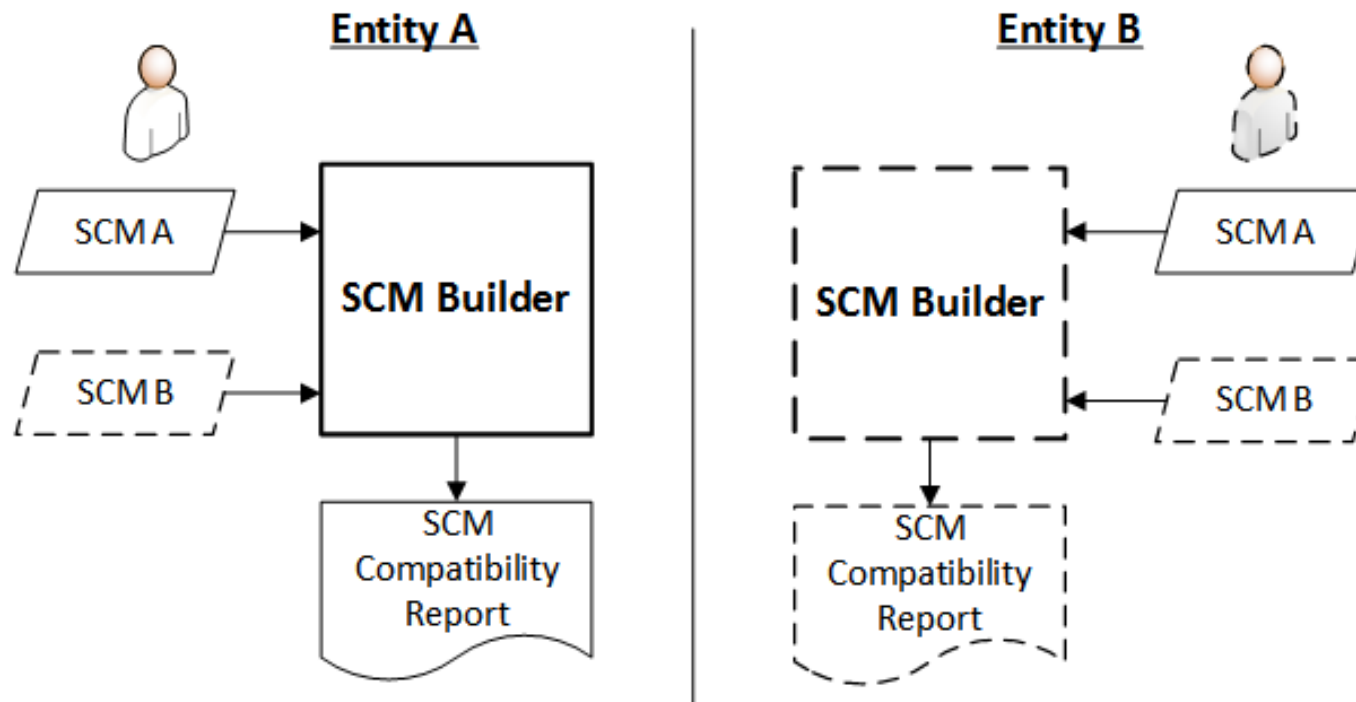 Entity A
SCM A
SCM B
SCM Builder
SCM
Compatibility
Report
Entity B
SCM Builder
SCM A
SCM B
SCM
Compatibility
Report